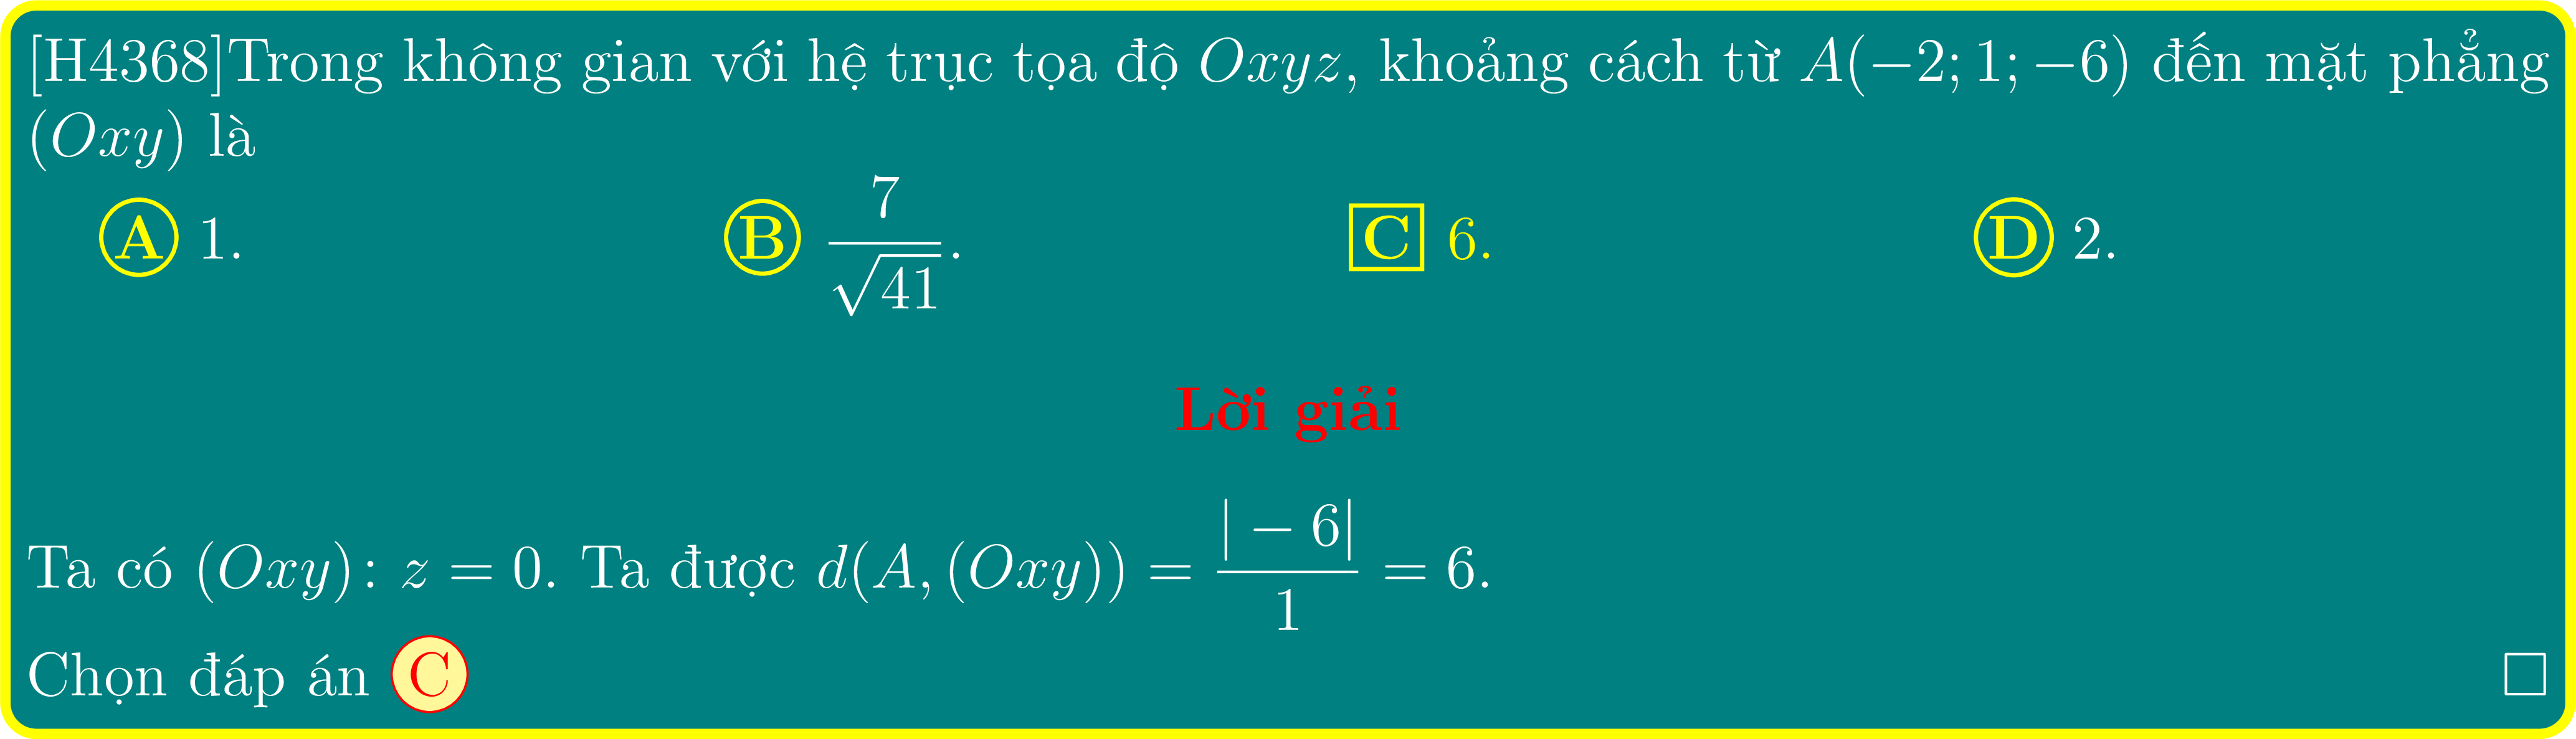 [H4368]Trong không gian với hệ trục tọa độ Oxyz, khoảng cách từ A(−2; 1; −6) đến mặt phẳng
(Oxy) là
A 1. B \frac{7}{\sqrt{41}}. C 6. D 2.
Lời giải
Ta có (Oxy): z = 0. Ta được d(A, (Oxy)) = \frac{|−6|}{1} = 6.
Chọn đáp án C □